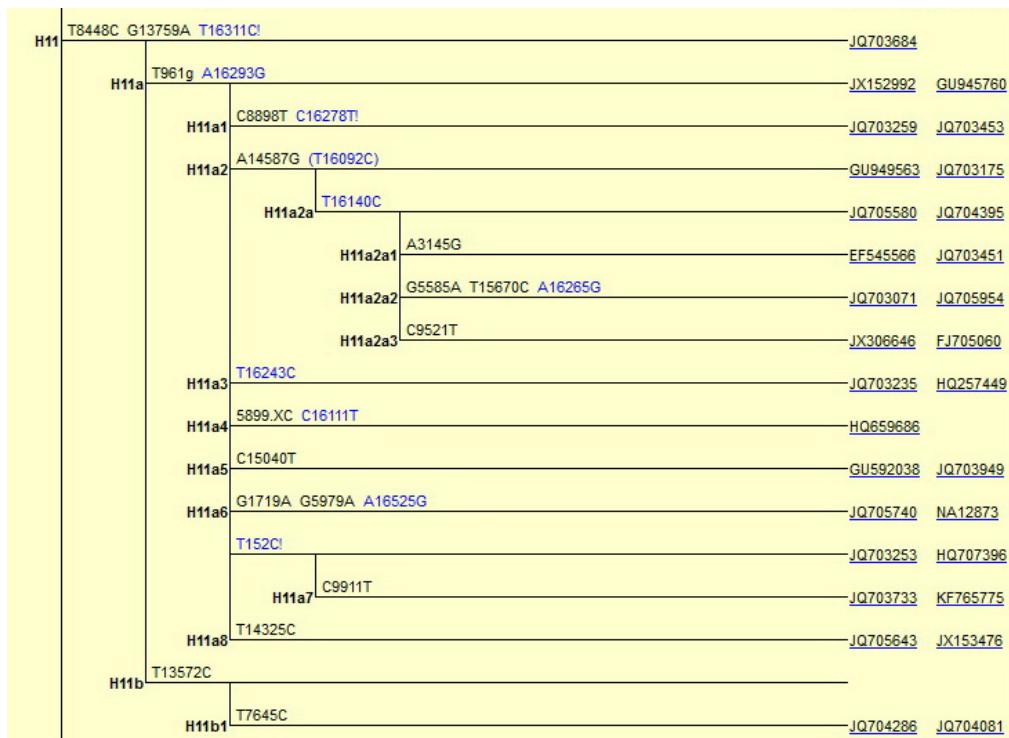 T8448C G13759A T16311C!
H11 JQ703684
T961g A16293G
H11a JX152992 GU945760
C8898T C16278T!
H11a1 JQ703259 JQ703453
A14587G (T16092C)
H11a2 GU949563 JQ703175
T16140C
H11a2a JQ705580 JQ704395
A3145G
H11a2a1 EF545566 JQ703451
G5585A T15670C A16265G
H11a2a2 JQ703071 JQ705954
C9521T
H11a2a3 JX306646 FJ705060
T16243C
H11a3 JQ703235 HQ257449
5899.XC C16111T
H11a4 HQ659686
C15040T
H11a5 GU592038 JQ703949
G1719A G5979A A16525G
H11a6 JQ705740 NA12873
T152C!
JQ703253 HQ707396
C9911T
H11a7 JQ703733 KF765775
T14325C
H11a8 JQ705643 JX153476
T13572C
H11b
T7645C
H11b1 JQ704286 JQ704081